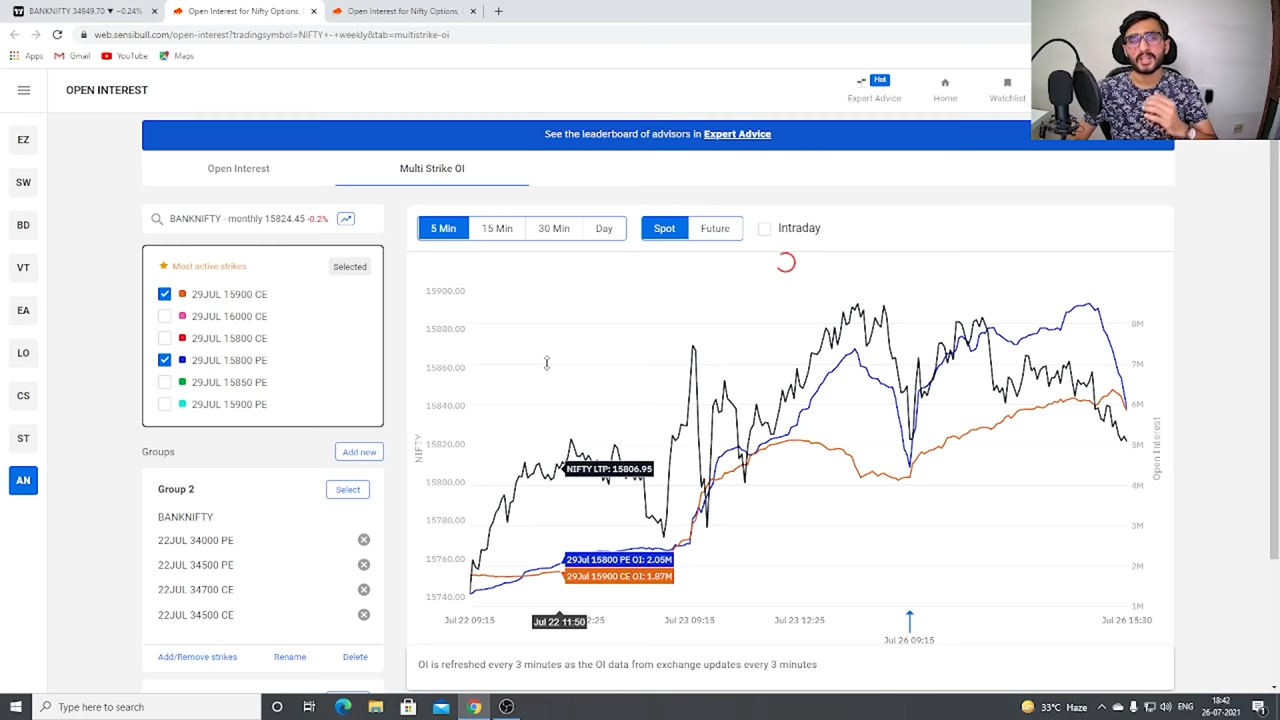 BANKNIFTY 34949.70 ▼ −0.24%
Open Interest for Nifty Options,
Open Interest for Nifty Options,
web.sensibull.com/open-interest?tradingsymbol=NIFTY+-+weekly&tab=multistrike-oi
Apps Gmail YouTube Maps
OPEN INTEREST
Hot
Expert Advice Home Watchlist
See the leaderboard of advisors in Expert Advice
Open Interest Multi Strike OI
BANKNIFTY - monthly 15824.45 -0.2%
5 Min 15 Min 30 Min Day Spot Future Intraday
EZ
SW
BD
VT
EA
LO
CS
ST
AN
Most active strikes Selected
29JUL 15900 CE
29JUL 16000 CE
29JUL 15800 CE
29JUL 15800 PE
29JUL 15850 PE
29JUL 15900 PE
Groups Add new
Group 2 Select
BANKNIFTY
22JUL 34000 PE
22JUL 34500 PE
22JUL 34700 CE
22JUL 34500 CE
Add/Remove strikes Rename Delete
15900.00
15880.00
15860.00
15840.00
15820.00
15800.00
15780.00
15760.00
15740.00
NIFTY
8M
7M
6M
5M
4M
3M
2M
1M
Open Interest
NIFTY LTP: 15806.95
29Jul 15800 PE OI: 2.05M
29Jul 15900 CE OI: 1.87M
Jul 22 09:15 Jul 22 11:50 2:25 Jul 23 09:15 Jul 23 12:25 Jul 26 15:30
Jul 26 09:15
OI is refreshed every 3 minutes as the OI data from exchange updates every 3 minutes
Type here to search
33°C Haze ENG
18:42
26-07-2021